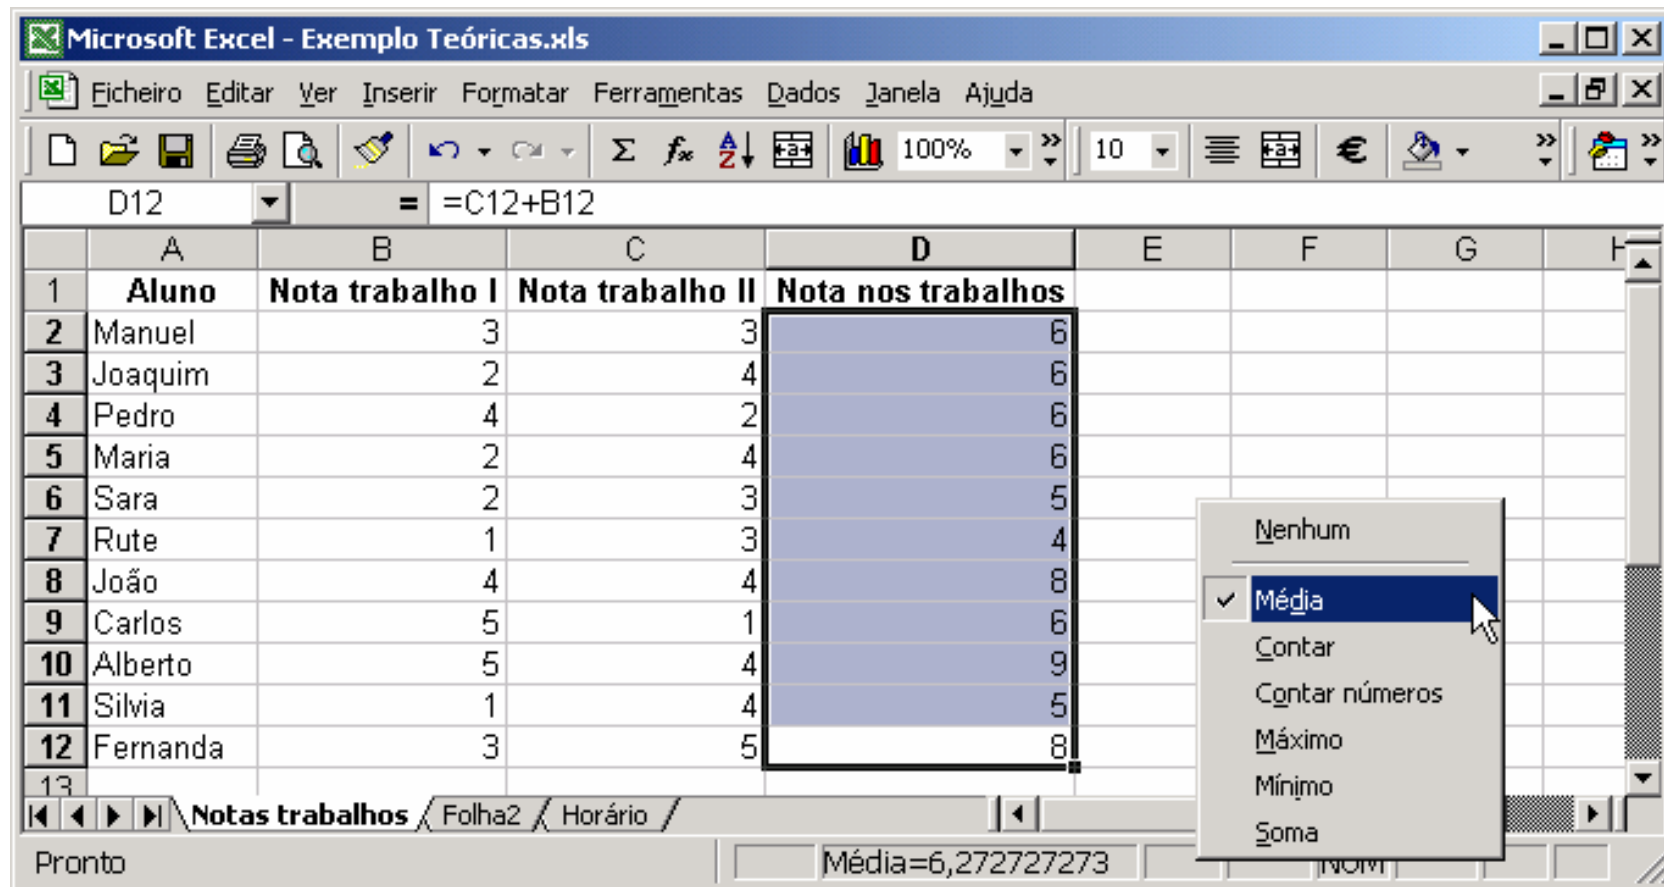 Microsoft Excel - Exemplo Teóricas.xls
Ficheiro Editar Ver Inserir Formatar Ferramentas Dados Janela Ajuda
Σ fx A Z 100% » 10 € » »
D12 = =C12+B12
A B C D E F G H
1 Aluno Nota trabalho I Nota trabalho II Nota nos trabalhos
2 Manuel 3 3 6
3 Joaquim 2 4 6
4 Pedro 4 2 6
5 Maria 2 4 6
6 Sara 2 3 5
7 Rute 1 3 4
8 João 4 4 8
9 Carlos 5 1 6
10 Alberto 5 4 9
11 Silvia 1 4 5
12 Fernanda 3 5 8
13
Nenhum
Média
Contar
Contar números
Máximo
Mínimo
Soma
Notas trabalhos Folha2 Horário
Pronto Média=6,272727273 NUM